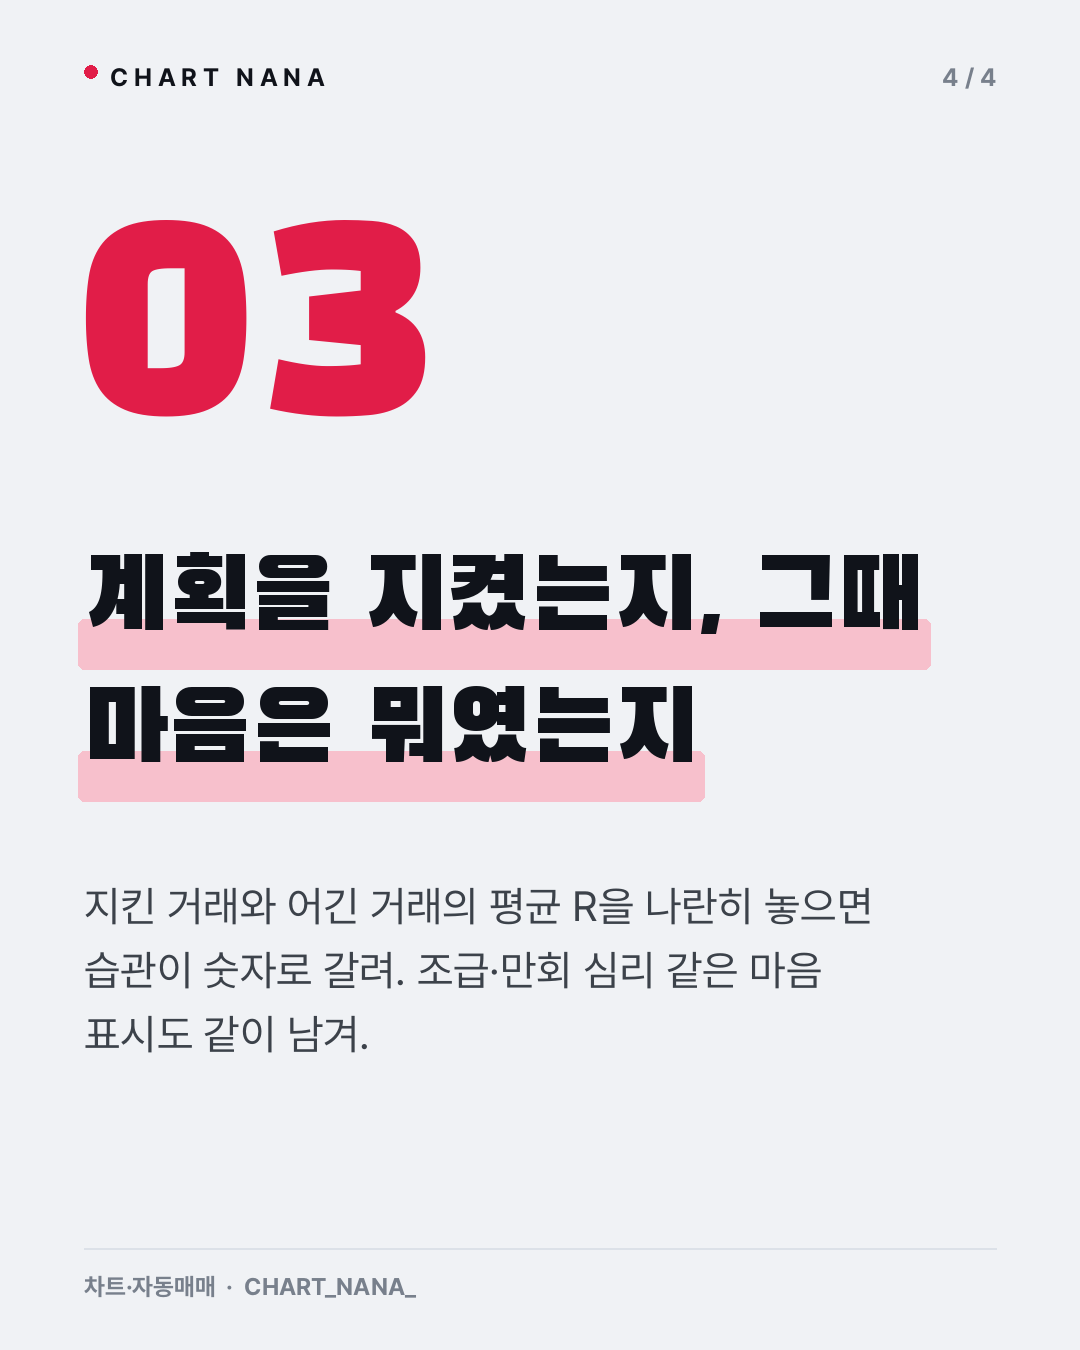 CHART NANA
4 / 4
03
계획을 지켰는지, 그때
마음은 뭐였는지
지킨 거래와 어긴 거래의 평균 R을 나란히 놓으면
습관이 숫자로 갈려. 조급·만회 심리 같은 마음
표시도 같이 남겨.
차트·자동매매 · CHART_NANA_